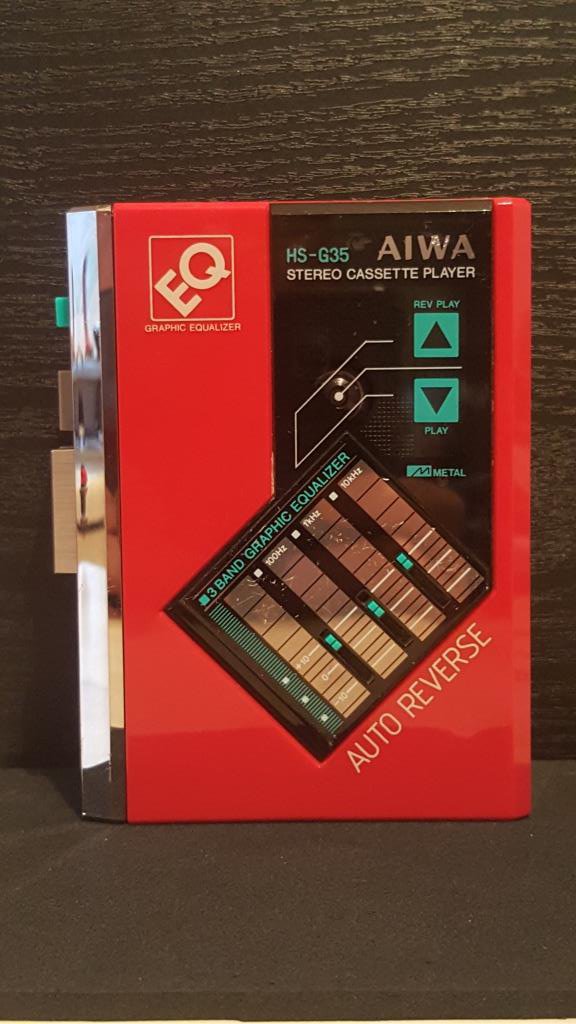 EQ
GRAPHIC EQUALIZER
HS-G35 AIWA
STEREO CASSETTE PLAYER
REV PLAY
PLAY
METAL
3 BAND GRAPHIC EQUALIZER
100Hz 1kHz 10kHz
+10
0
-10
AUTO REVERSE